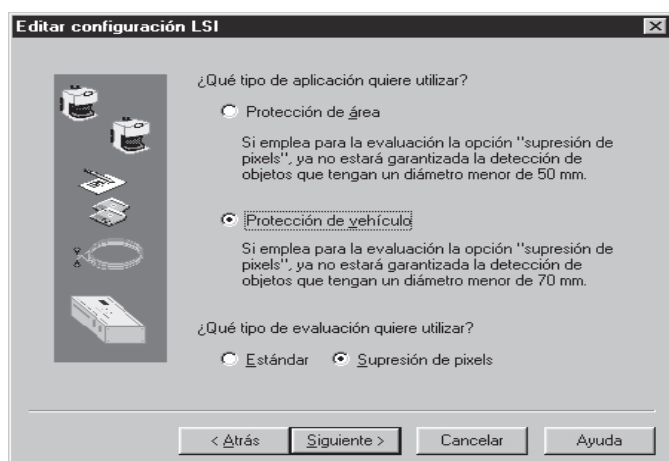 Editar configuración LSI
¿Qué tipo de aplicación quiere utilizar?
Protección de área
Si emplea para la evaluación la opción "supresión de
pixels", ya no estará garantizada la detección de
objetos que tengan un diámetro menor de 50 mm.
Protección de vehículo
Si emplea para la evaluación la opción "supresión de
pixels", ya no estará garantizada la detección de
objetos que tengan un diámetro menor de 70 mm.
¿Qué tipo de evaluación quiere utilizar?
Estándar Supresión de pixels
< Atrás Siguiente > Cancelar Ayuda